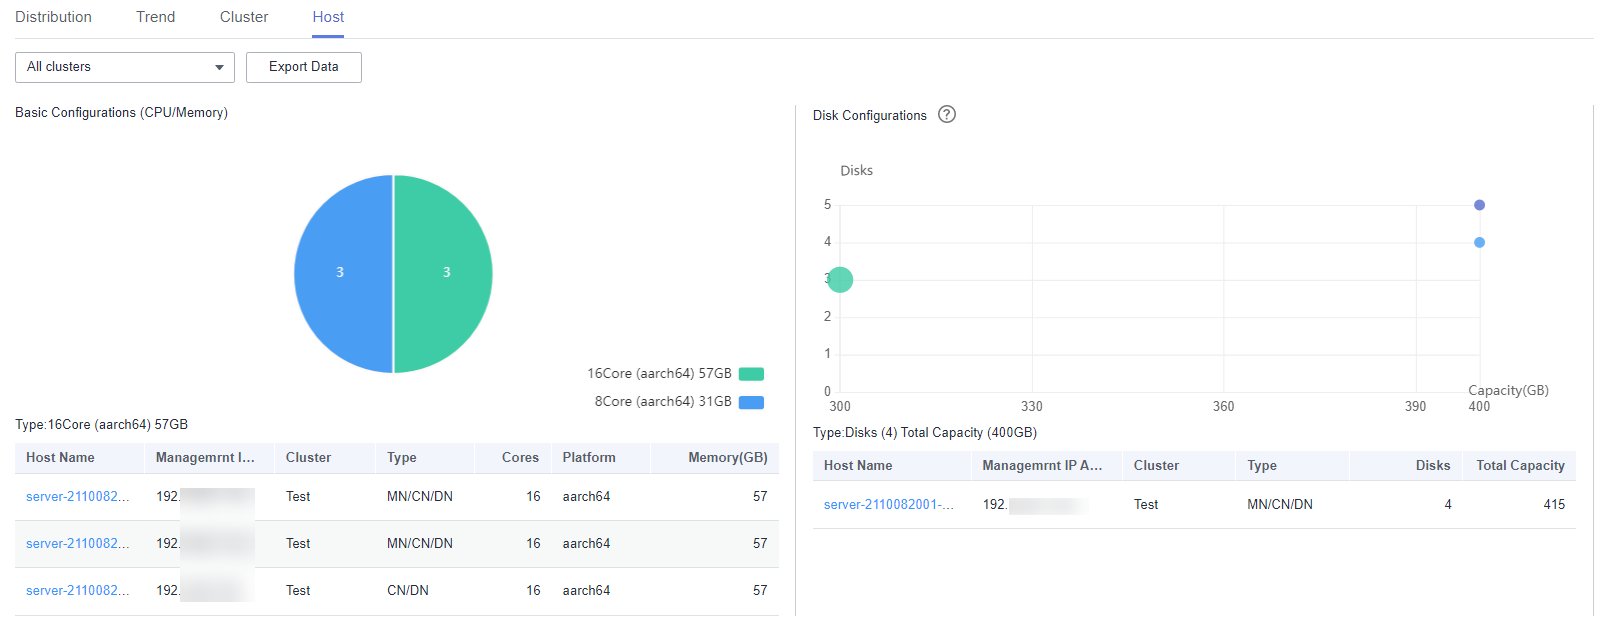 Distribution Trend Cluster Host
All clusters Export Data
Basic Configurations (CPU/Memory)
3 3
16Core (aarch64) 57GB
8Core (aarch64) 31GB
Type:16Core (aarch64) 57GB
Host Name Managemrnt I... Cluster Type Cores Platform Memory(GB)
server-2110082... 192. Test MN/CN/DN 16 aarch64 57
server-2110082... 192. Test MN/CN/DN 16 aarch64 57
server-2110082... 192. Test CN/DN 16 aarch64 57
Disk Configurations ?
Disks
5
4
3
2
1
0
Capacity(GB)
300 330 360 390 400
Type:Disks (4) Total Capacity (400GB)
Host Name Managemrnt IP A... Cluster Type Disks Total Capacity
server-2110082001-... 192. Test MN/CN/DN 4 415